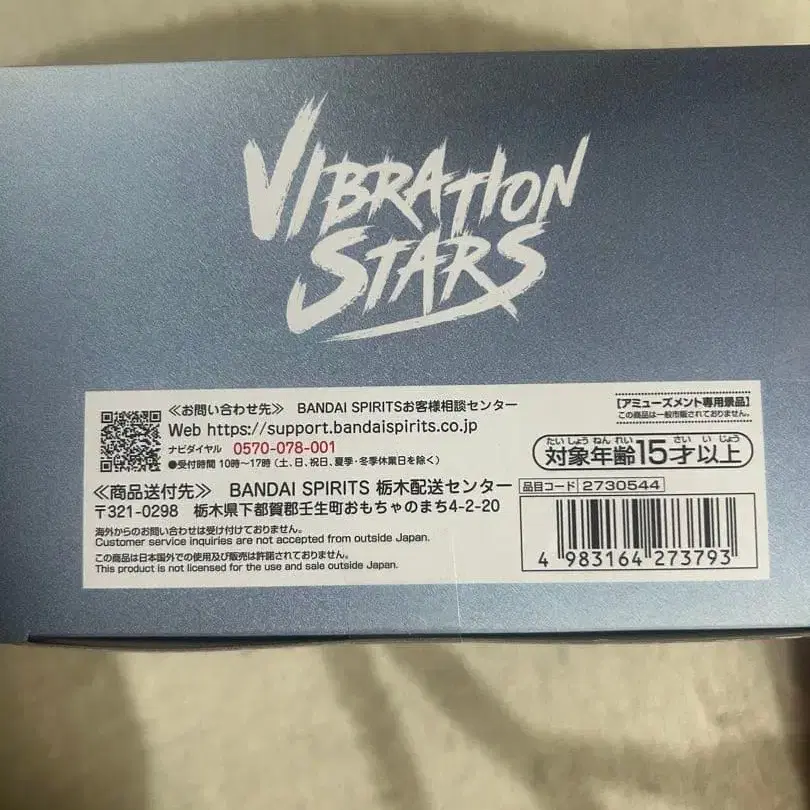 VIBRATION
STARS
≪お問い合わせ先≫ BANDAI SPIRITSお客様相談センター
Web https://support.bandaispirits.co.jp
ナビダイヤル 0570-078-001
●受付時間 10時〜17時 (土、日、祝日、夏季・冬季休業日を除く)
≪商品送付先≫ BANDAI SPIRITS 栃木配送センター
〒321-0298 栃木県下都賀郡壬生町おもちゃのまち4-2-20
海外からのお問い合わせは受け付けておりません。
Customer service inquiries are not accepted from outside Japan.
この商品は日本国外での使用及び販売は許諾されておりません。
This product is not licensed for the use and sale outside Japan.
【アミューズメント専用景品】
この商品は一般市販されておりません。
たいしょうねんれい さい いじょう
対象年齢15才以上
品目コード 2730544
4 983164 273793